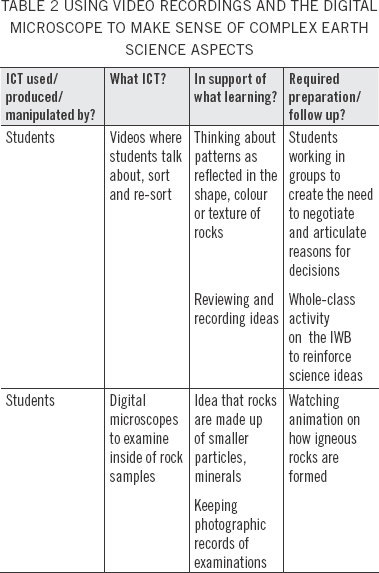 TABLE 2 USING VIDEO RECORDINGS AND THE DIGITAL
MICROSCOPE TO MAKE SENSE OF COMPLEX EARTH
SCIENCE ASPECTS
ICT used/
produced/
manipulated by?
What ICT?
In support of
what learning?
Required
preparation/
follow up?
Students
Videos where
students talk
about, sort
and re-sort
Thinking about
patterns as
reflected in the
shape, colour
or texture of
rocks
Students
working in
groups to
create the need
to negotiate
and articulate
reasons for
decisions
Reviewing and
recording ideas
Whole-class
activity
on the IWB
to reinforce
science ideas
Students
Digital
microscopes
to examine
inside of rock
samples
Idea that rocks
are made up
of smaller
particles,
minerals
Watching
animation on
how igneous
rocks are
formed
Keeping
photographic
records of
examinations